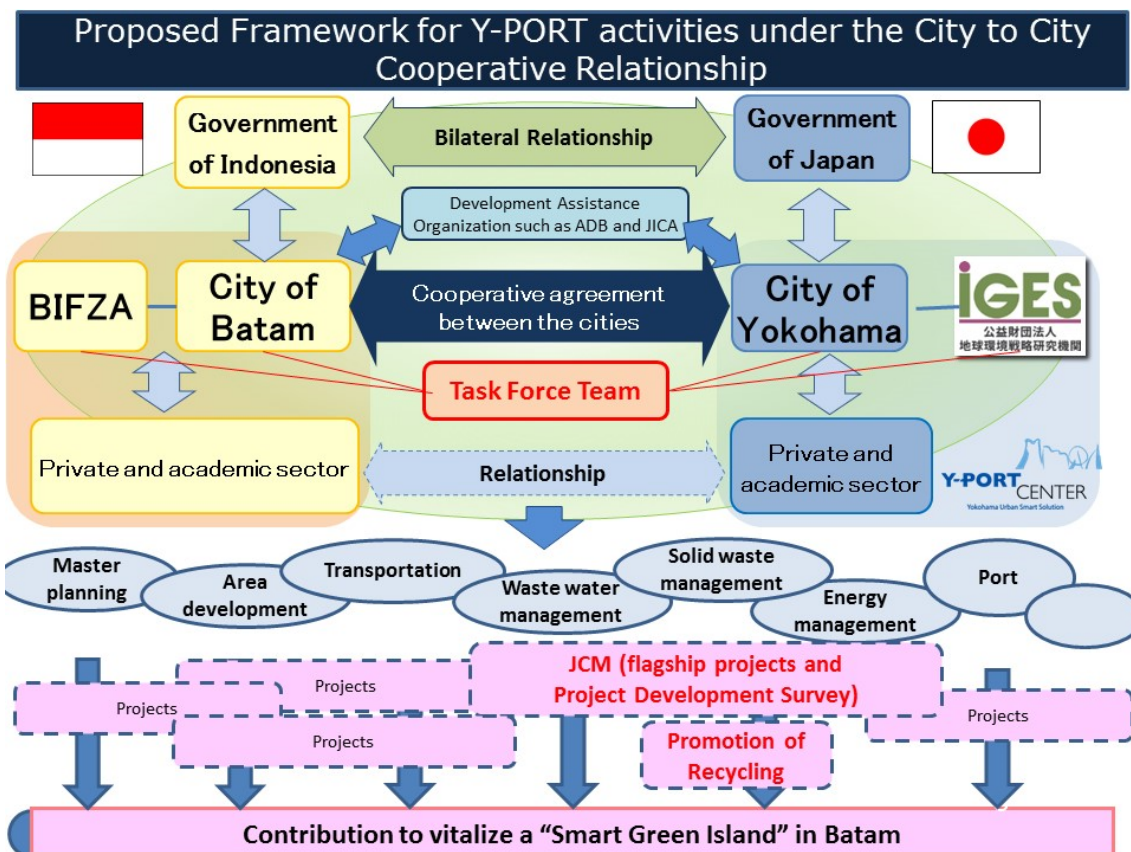 Proposed Framework for Y-PORT activities under the City to City
Cooperative Relationship
Government
of Indonesia
Bilateral Relationship
Government
of Japan
Development Assistance
Organization such as ADB and JICA
BIFZA
City of
Batam
Cooperative agreement
between the cities
City of
Yokohama
iGES
公益財団法人
地球環境戦略研究機関
Task Force Team
Private and academic sector
Relationship
Private and
academic sector
Y-PORT
CENTER
Yokohama Urban Smart Solution
Master
planning
Area
development
Transportation
Waste water
management
Solid waste
management
Energy
management
Port
JCM (flagship projects and
Project Development Survey)
Projects
Projects
Projects
Projects
Promotion of
Recycling
Contribution to vitalize a “Smart Green Island” in Batam